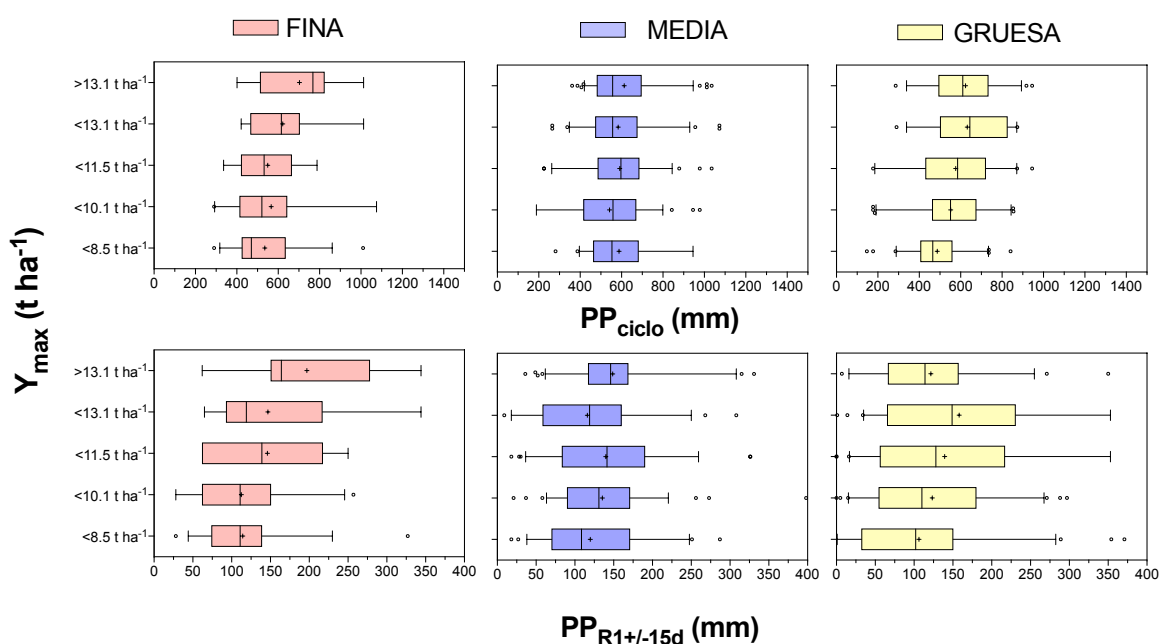 FINA MEDIA GRUESA
>13.1 t ha⁻¹
<13.1 t ha⁻¹
<11.5 t ha⁻¹
<10.1 t ha⁻¹
<8.5 t ha⁻¹
0 200 400 600 800 1000 1200 1400
0 200 400 600 800 1000 1200 1400
0 200 400 600 800 1000 1200 1400
PPciclo (mm)
Ymax (t ha⁻¹)
>13.1 t ha⁻¹
<13.1 t ha⁻¹
<11.5 t ha⁻¹
<10.1 t ha⁻¹
<8.5 t ha⁻¹
0 50 100 150 200 250 300 350 400
0 50 100 150 200 250 300 350 400
0 50 100 150 200 250 300 350 400
PPR1+/-15d (mm)